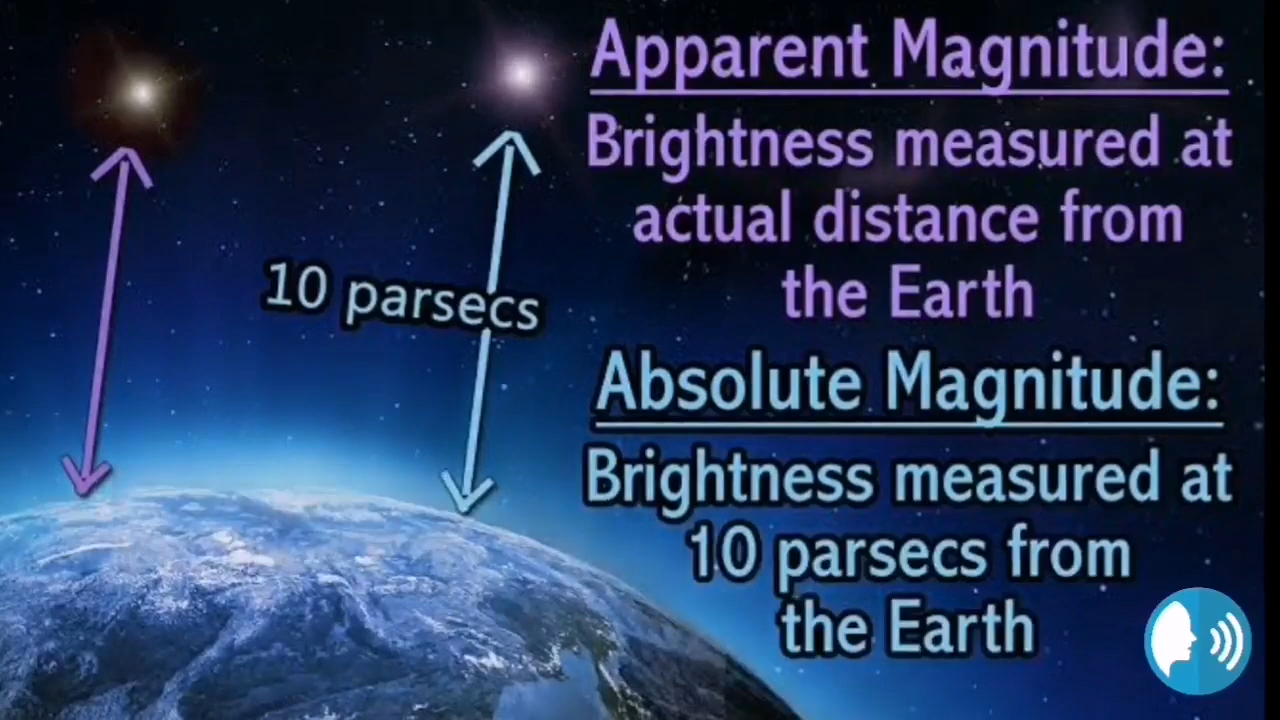 Apparent Magnitude:
Brightness measured at
actual distance from
the Earth
10 parsecs
Absolute Magnitude:
Brightness measured at
10 parsecs from
the Earth